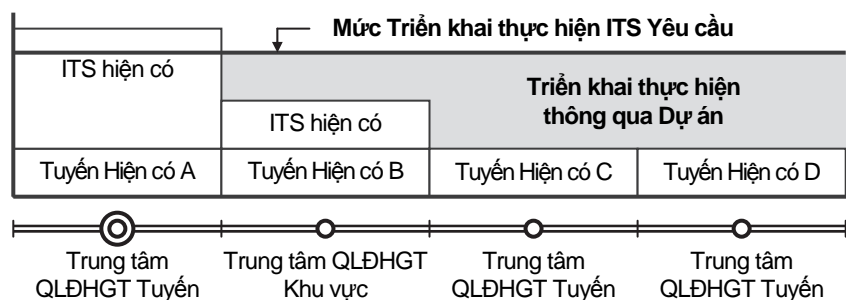 Mức Triển khai thực hiện ITS Yêu cầu
ITS hiện có
Triển khai thực hiện
thông qua Dự án
ITS hiện có
Tuyến Hiện có A
Tuyến Hiện có B
Tuyến Hiện có C
Tuyến Hiện có D
Trung tâm
QLĐHGT Tuyến
Trung tâm QLĐHGT
Khu vực
Trung tâm
QLĐHGT Tuyến
Trung tâm
QLĐHGT Tuyến